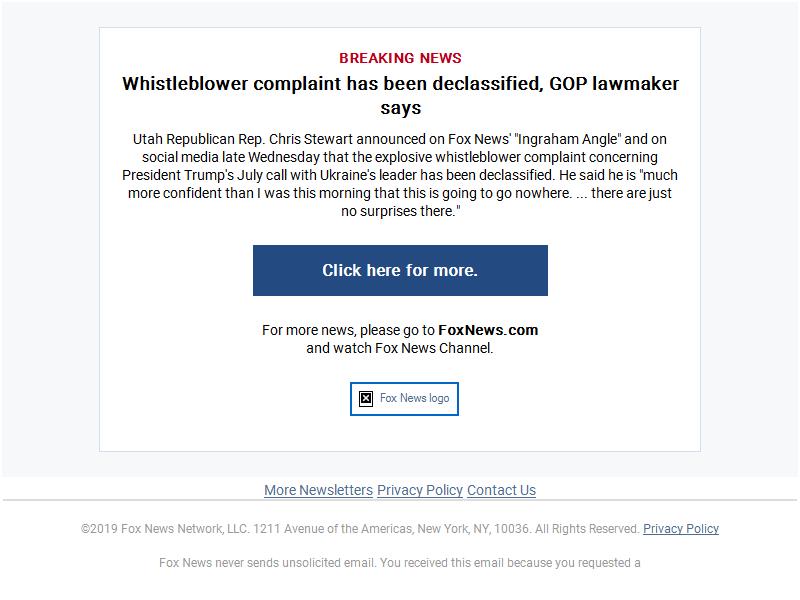 BREAKING NEWS
Whistleblower complaint has been declassified, GOP lawmaker
says
Utah Republican Rep. Chris Stewart announced on Fox News' "Ingraham Angle" and on
social media late Wednesday that the explosive whistleblower complaint concerning
President Trump's July call with Ukraine's leader has been declassified. He said he is "much
more confident than I was this morning that this is going to go nowhere. ... there are just
no surprises there."
Click here for more.
For more news, please go to FoxNews.com
and watch Fox News Channel.
Fox News logo
More Newsletters Privacy Policy Contact Us
©2019 Fox News Network, LLC. 1211 Avenue of the Americas, New York, NY, 10036. All Rights Reserved. Privacy Policy
Fox News never sends unsolicited email. You received this email because you requested a